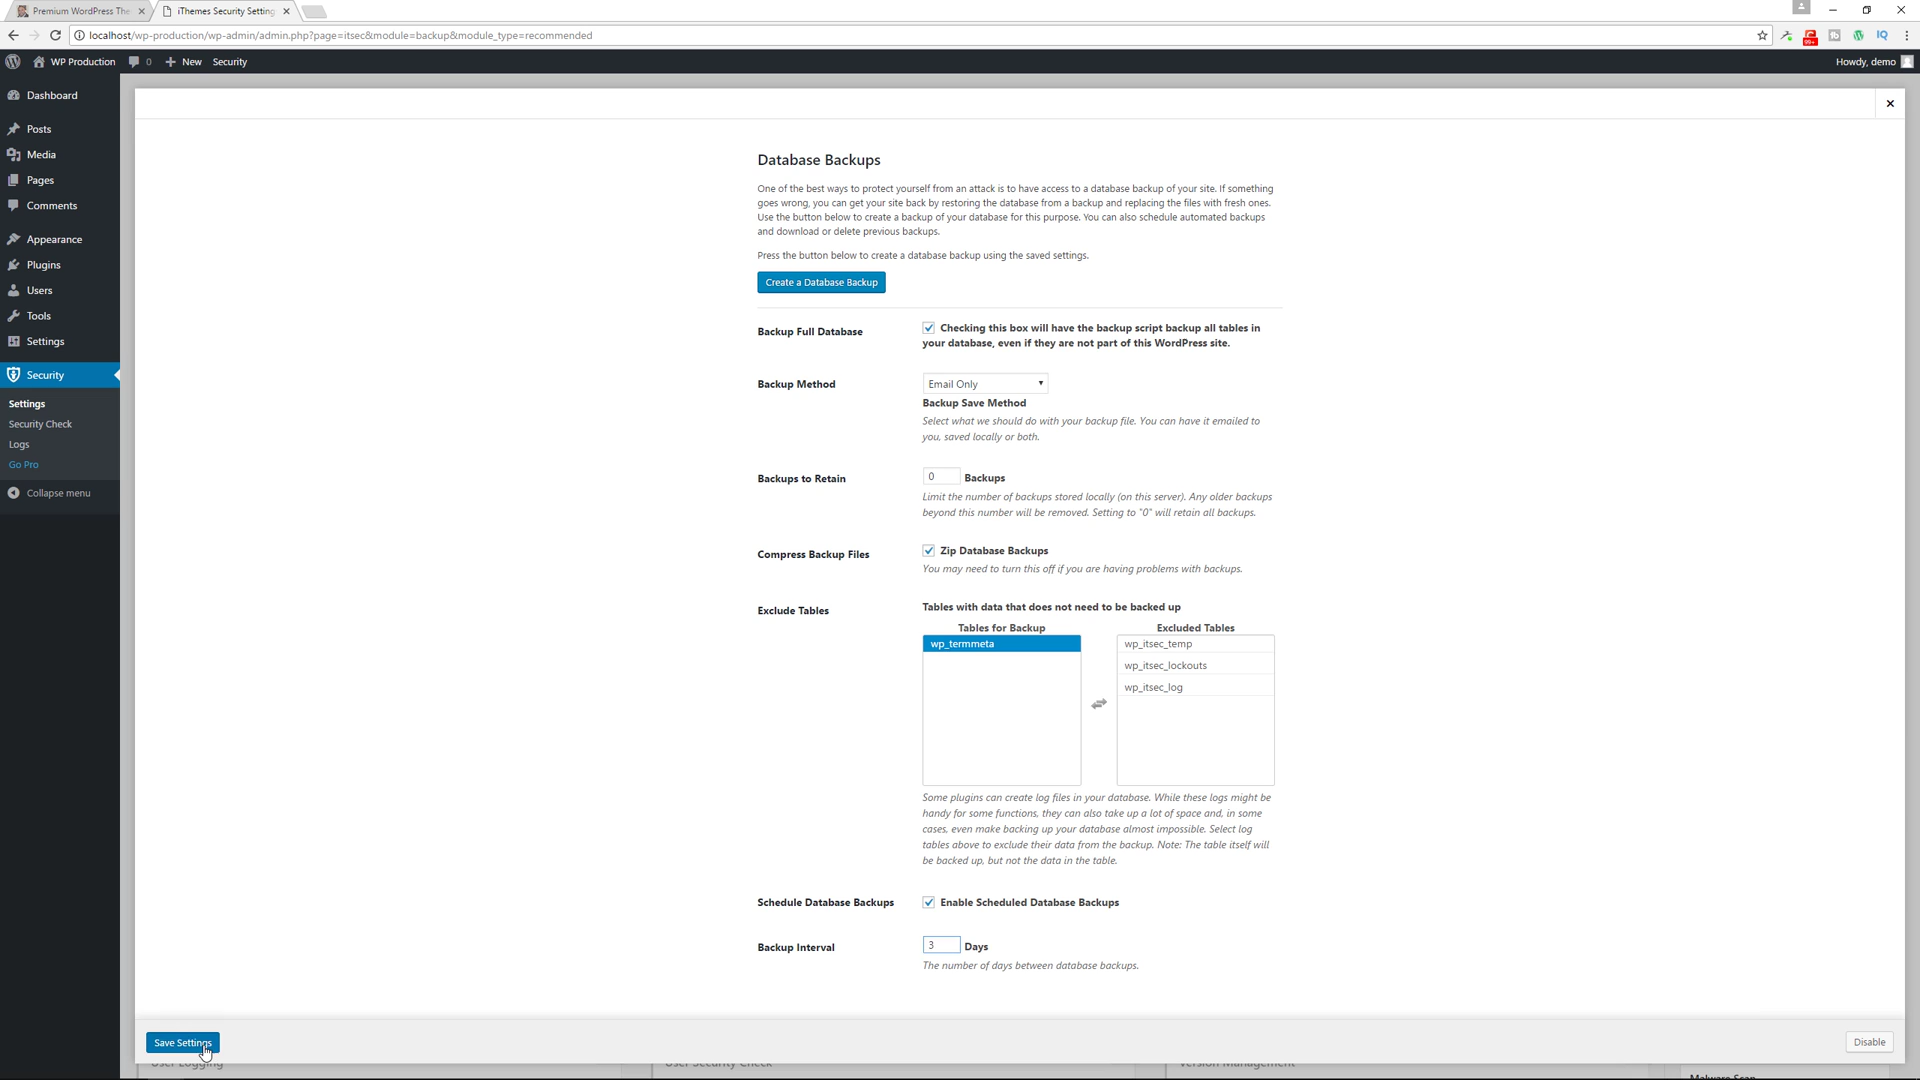 Premium WordPress The
iThemes Security Setting
localhost/wp-production/wp-admin/admin.php?page=itsec&module=backup&module_type=recommended
99+
IQ
WP Production
0
New
Security
Howdy, demo
Dashboard
Posts
Media
Pages
Comments
Appearance
Plugins
Users
Tools
Settings
Security
Settings
Security Check
Logs
Go Pro
Collapse menu
Database Backups
One of the best ways to protect yourself from an attack is to have access to a database backup of your site. If something
goes wrong, you can get your site back by restoring the database from a backup and replacing the files with fresh ones.
Use the button below to create a backup of your database for this purpose. You can also schedule automated backups
and download or delete previous backups.
Press the button below to create a database backup using the saved settings.
Create a Database Backup
Backup Full Database
Checking this box will have the backup script backup all tables in
your database, even if they are not part of this WordPress site.
Backup Method
Email Only
Backup Save Method
Select what we should do with your backup file. You can have it emailed to
you, saved locally or both.
Backups to Retain
0 Backups
Limit the number of backups stored locally (on this server). Any older backups
beyond this number will be removed. Setting to "0" will retain all backups.
Compress Backup Files
Zip Database Backups
You may need to turn this off if you are having problems with backups.
Exclude Tables
Tables with data that does not need to be backed up
Tables for Backup
Excluded Tables
wp_termmeta
wp_itsec_temp
wp_itsec_lockouts
wp_itsec_log
Some plugins can create log files in your database. While these logs might be
handy for some functions, they can also take up a lot of space and, in some
cases, even make backing up your database almost impossible. Select log
tables above to exclude their data from the backup. Note: The table itself will
be backed up, but not the data in the table.
Schedule Database Backups
Enable Scheduled Database Backups
Backup Interval
3 Days
The number of days between database backups.
Save Settings
Disable
User Logging
User Security Check
Version Management
Malware Scan